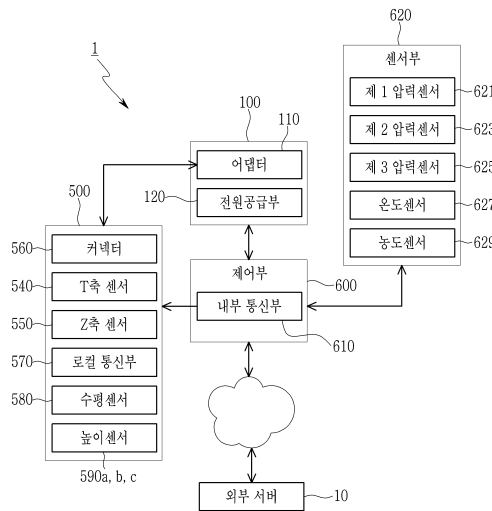 1
620
센서부
제 1 압력센서
621
제 2 압력센서
623
제 3 압력센서
625
온도센서
627
농도센서
629
100
110
어댑터
120
전원공급부
500
560
커넥터
540
T축 센서
550
Z축 센서
570
로컬 통신부
580
수평센서
높이센서
590a, b, c
제어부
600
내부 통신부
610
외부 서버
10